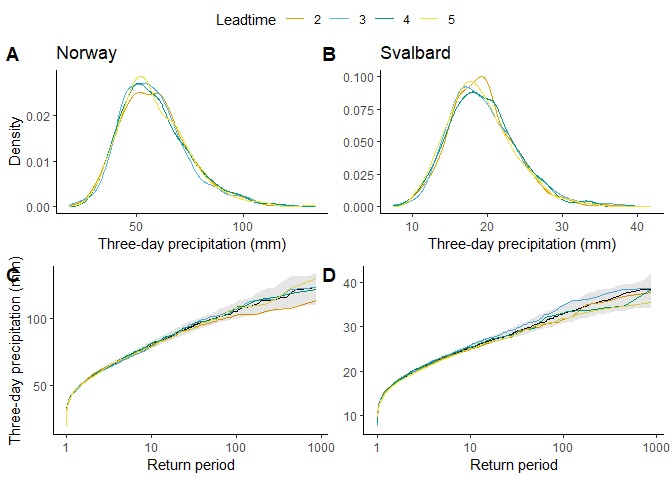 Leadtime 2 3 4 5
A Norway
B Svalbard
Density
0.02
0.01
0.00
50 100
Three-day precipitation (mm)
0.100
0.075
0.050
0.025
0.000
10 20 30 40
Three-day precipitation (mm)
C
Three-day precipitation (mm)
100
50
1 10 100 1000
Return period
D
40
30
20
10
1 10 100 1000
Return period